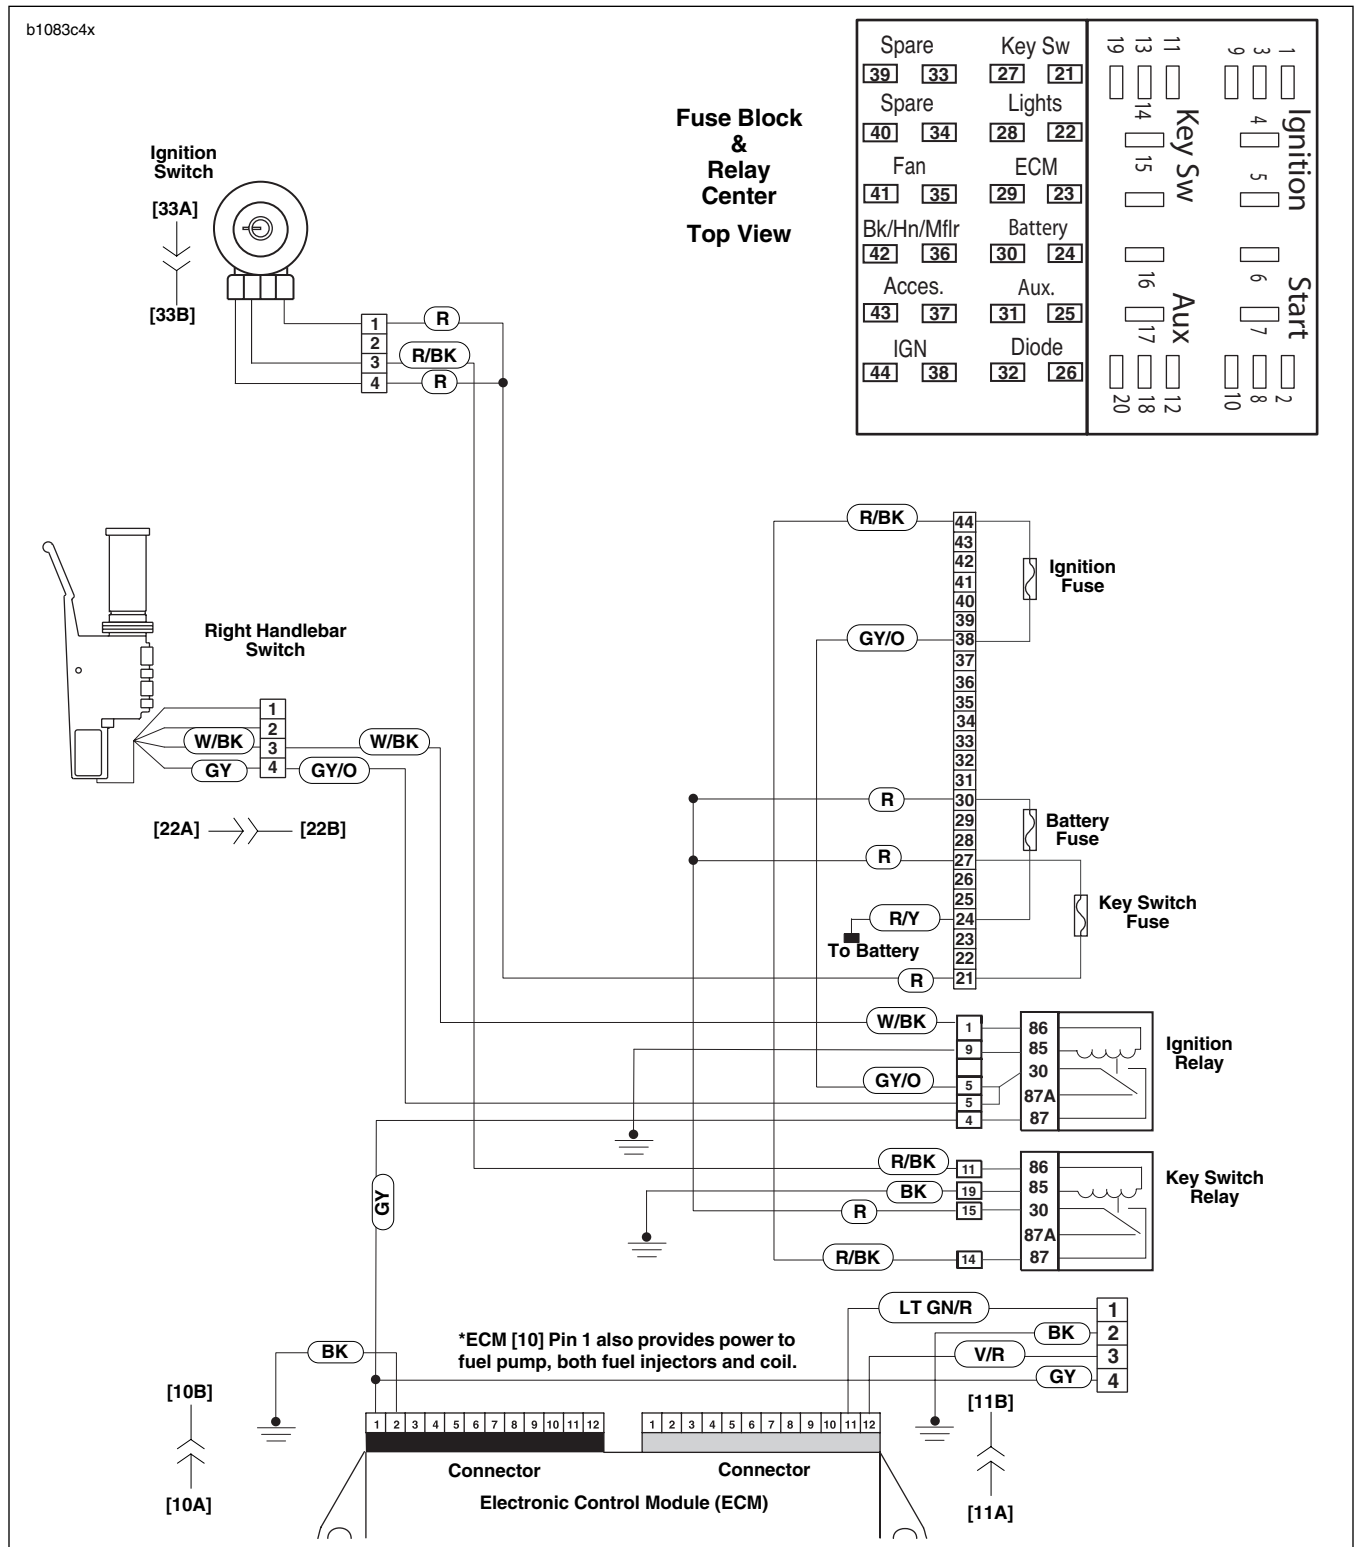 b1083c4x
Fuse Block
&
Relay
Center
Top View
Spare Key Sw
39 33 27 21
Spare Lights
40 34 28 22
Fan ECM
41 35 29 23
Bk/Hn/Mflr Battery
42 36 30 24
Acces. Aux.
43 37 31 25
IGN Diode
44 38 32 26
19 13 11
14
15
Key Sw
16
17
Aux
20 18 12
9 3 1
4
5
Ignition
6
7
Start
10 8 2
Ignition
Switch
[33A]
[33B]
1 R
2
3 R/BK
4 R
Right Handlebar
Switch
1
2
W/BK 3 W/BK
GY 4 GY/O
[22A] [22B]
R/BK 44
43
42
41
40
39
GY/O 38
37
36
35
34
33
32
31
R 30
29
28
R 27
26
25
R/Y 24
To Battery
23
22
R 21
Ignition
Fuse
Battery
Fuse
Key Switch
Fuse
W/BK 1 86
9 85
30
GY/O 5
5 87A
4 87
Ignition
Relay
R/BK 11 86
BK 19 85
R 15 30
87A
R/BK 14 87
Key Switch
Relay
GY
LT GN/R 1
BK 2
V/R 3
GY 4
*ECM [10] Pin 1 also provides power to
fuel pump, both fuel injectors and coil.
BK
[10B]
[10A]
[11B]
[11A]
1 2 3 4 5 6 7 8 9 10 11 12
1 2 3 4 5 6 7 8 9 10 11 12
Connector Connector
Electronic Control Module (ECM)